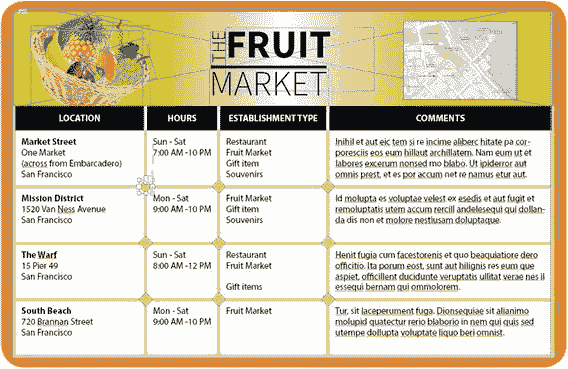 THE FRUIT
MARKET
LOCATION HOURS ESTABLISHMENT TYPE COMMENTS
Market Street
One Market
(across from Embarcadero)
San Francisco
Sun - Sat
7:00 AM -10 PM
Restaurant
Fruit Market
Gift item
Souvenirs
Inihil et aut eic tem si re incime aliberc hitate pa cor-
poresciis eos eum hillaut archillatem. Nam eum ut et
labores excerum nonsed mo blabo. Ut ipiderror aut
omnis prest, et es por accum net re namus etur aut.
Mission District
1520 Van Ness Avenue
San Francisco
Mon - Sat
9:00 AM -10 PM
Fruit Market
Gift item
Souvenirs
Id molupta es voluptae velest ex esedis et aut fugit et
remoluptatis utem accum rercill andelesequi qui dollan-
da dis non et molore nestiusam doluptaque.
The Warf
15 Pier 49
San Francisco
Sun - Sat
8:00 AM -12 PM
Restaurant
Fruit Market
Gift items
Henit fugia cum facestorenis et quo beaquiatiore dero
officitio. Ita porum eost, sunt aut hilignis res eum que
aspiet, officillent ducidunte veruptatis ullitat verae nes il
essequi bernam qui ommolorem.
South Beach
720 Brannan Street
San Francisco
Mon - Sat
9:00 AM -10 PM
Fruit Market
Tur, sit laceperument fuga. Dionsequiae sit alianimo
molupid quatectur rerio blaborio in nem qui quis sed
utempe dollupta voluptate liquo beri omnist.